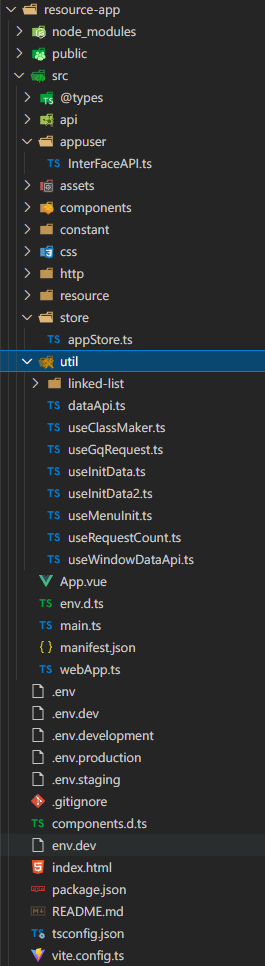 resource-app
node_modules
public
src
@types
api
appuser
TS InterFaceAPI.ts
assets
components
constant
css
http
resource
store
TS appStore.ts
util
linked-list
TS dataApi.ts
TS useClassMaker.ts
TS useGqRequest.ts
TS useInitData.ts
TS useInitData2.ts
TS useMenuInit.ts
TS useRequestCount.ts
TS useWindowDataApi.ts
App.vue
TS env.d.ts
TS main.ts
{ } manifest.json
TS webApp.ts
.env
.env.dev
.env.development
.env.production
.env.staging
.gitignore
TS components.d.ts
env.dev
index.html
package.json
README.md
TS tsconfig.json
vite.config.ts